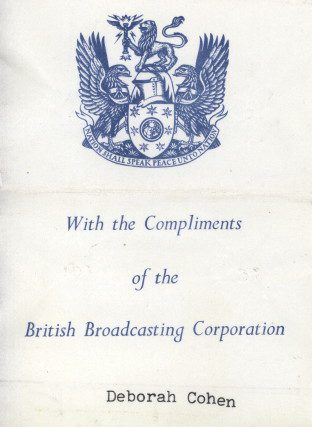 NATION SHALL SPEAK PEACE UNTO NATION
With the Compliments
of the
British Broadcasting Corporation
Deborah Cohen